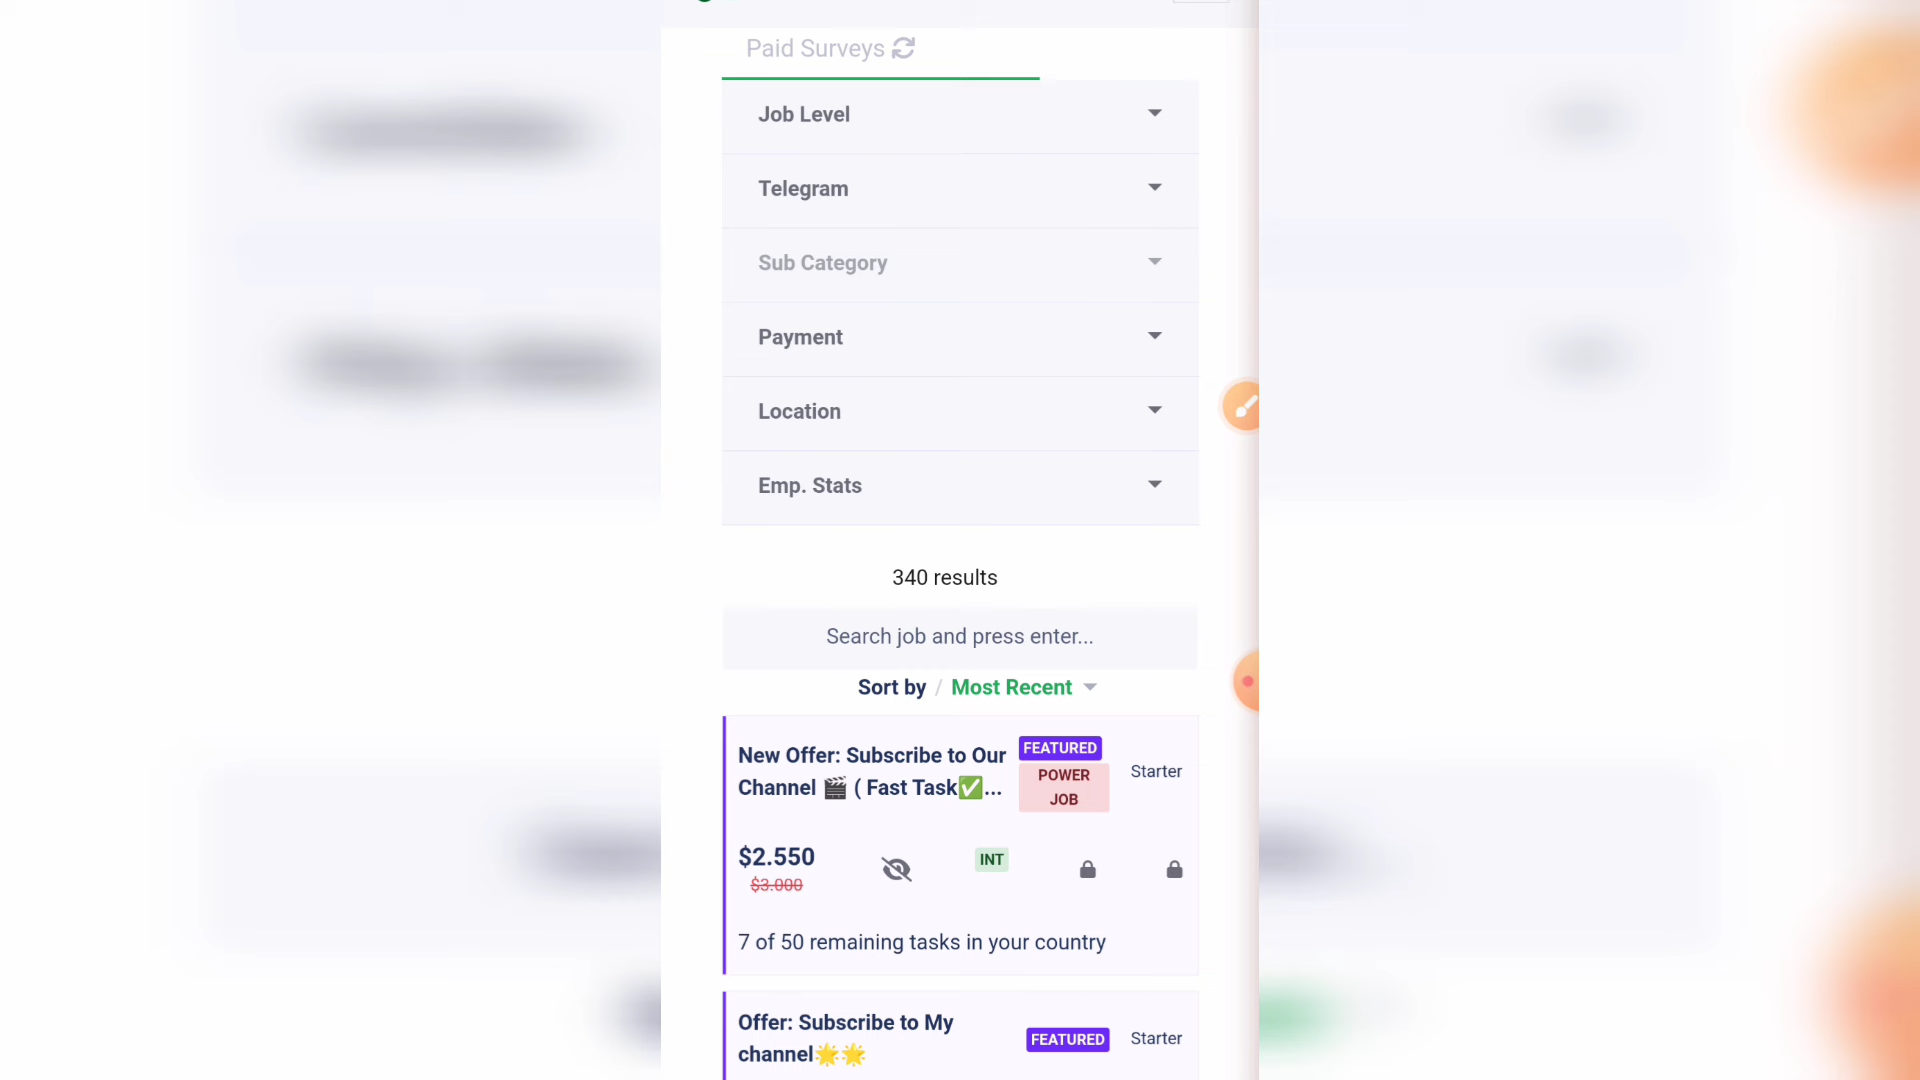 Paid Surveys
Job Level
Telegram
Sub Category
Payment
Location
Emp. Stats
340 results
Search job and press enter...
Sort by / Most Recent
New Offer: Subscribe to Our
Channel 🎬 ( Fast Task✅...
FEATURED
POWER
JOB
Starter
$2.550
$3.000
INT
7 of 50 remaining tasks in your country
Offer: Subscribe to My
channel🌟🌟
FEATURED
Starter